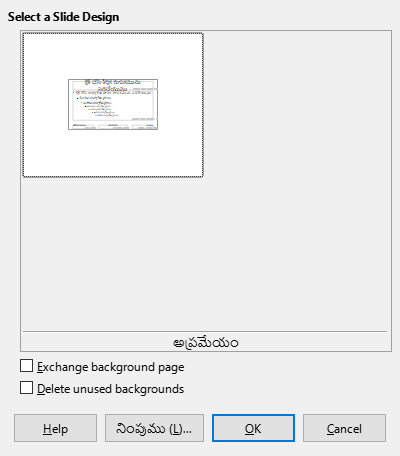 Select a Slide Design
అప్రమేయం
Exchange background page
Delete unused backgrounds
Help
నింపుము (L)...
OK
Cancel